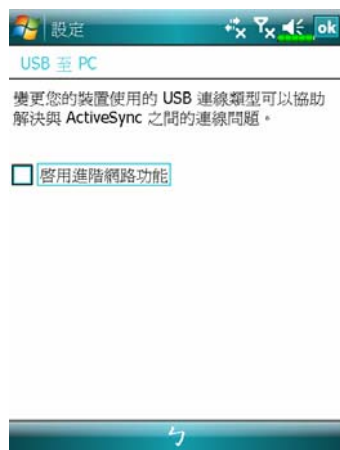 設定 ok
USB 至 PC
變更您的裝置使用的 USB 連線類型可以協助
解決與 ActiveSync 之間的連線問題。
啓用進階網路功能
ㄅ